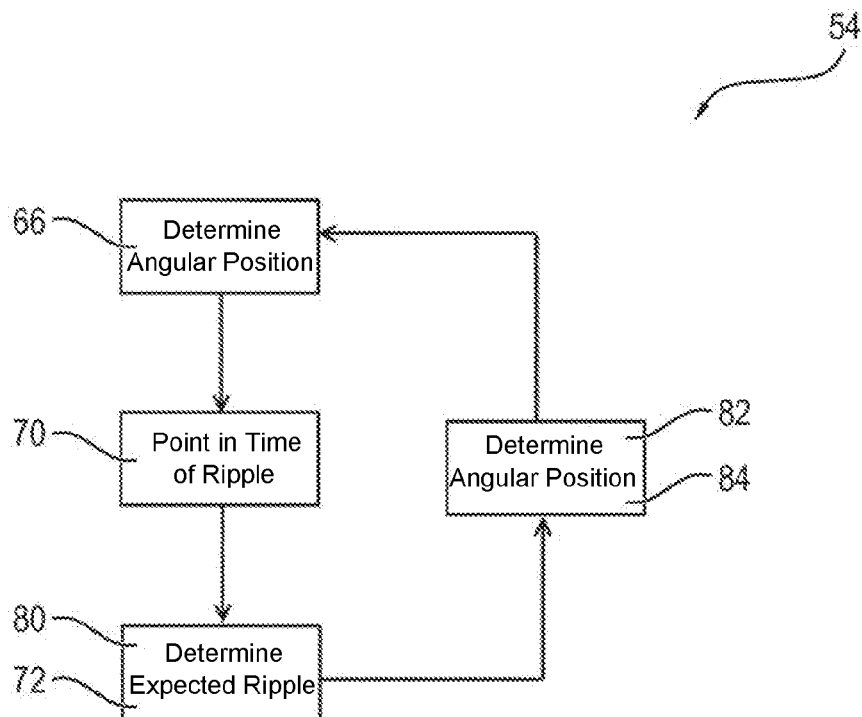 54
66
Determine
Angular Position
70
Point in Time
of Ripple
82
Determine
Angular Position
84
80
Determine
Expected Ripple
72